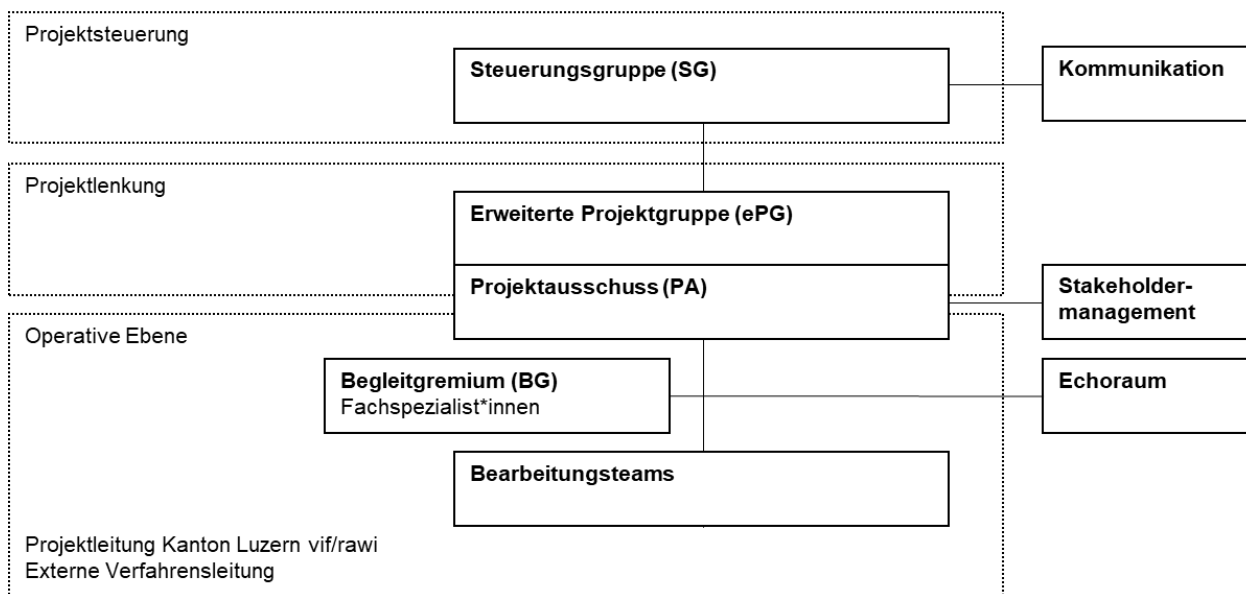 Projektsteuerung
Steuerungsgruppe (SG)
Kommunikation
Projektlenkung
Erweiterte Projektgruppe (ePG)
Projektausschuss (PA)
Stakeholder-
management
Operative Ebene
Begleitgremium (BG)
Fachspezialist*innen
Echoraum
Bearbeitungsteams
Projektleitung Kanton Luzern vif/rawi
Externe Verfahrensleitung